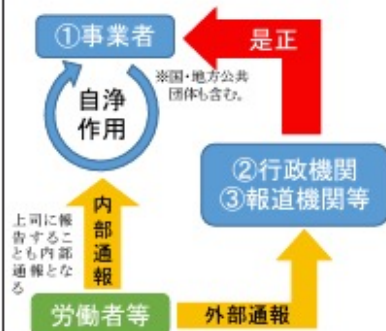 ①事業者
是正
※国・地方公共
団体も含む。
自浄
作用
②行政機関
③報道機関等
内部通報
上司に報
告するこ
とも内部
通報とな
る
労働者等
外部通報